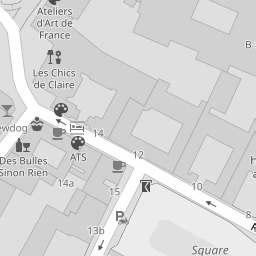 Ateliers
d'Art de
France
B
Les Chics
de Claire
14
ATS
12
Des Bulles
Sinon Rien
14a
15
10
8
13b
Square